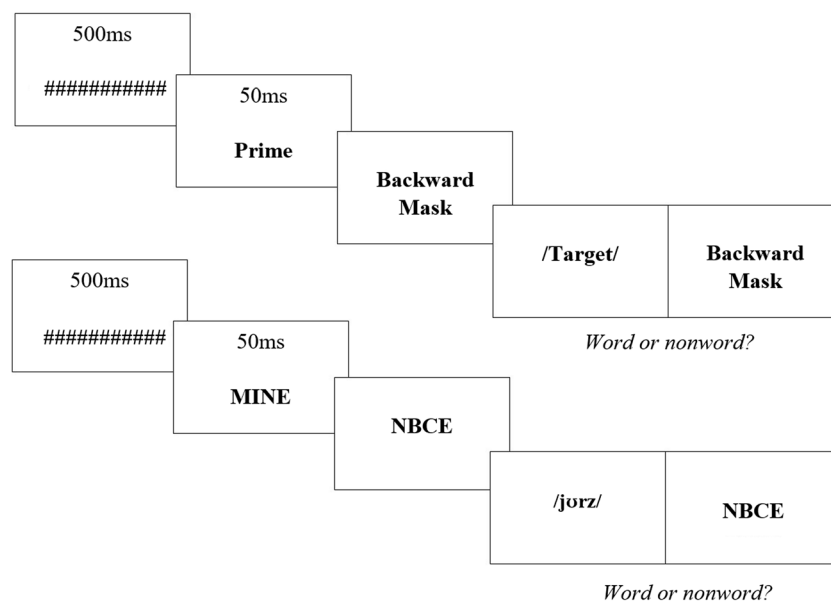 500ms
###########
50ms
Prime
Backward
Mask
/Target/
Backward
Mask
Word or nonword?
500ms
###########
50ms
MINE
NBCE
/jʊrz/
NBCE
Word or nonword?